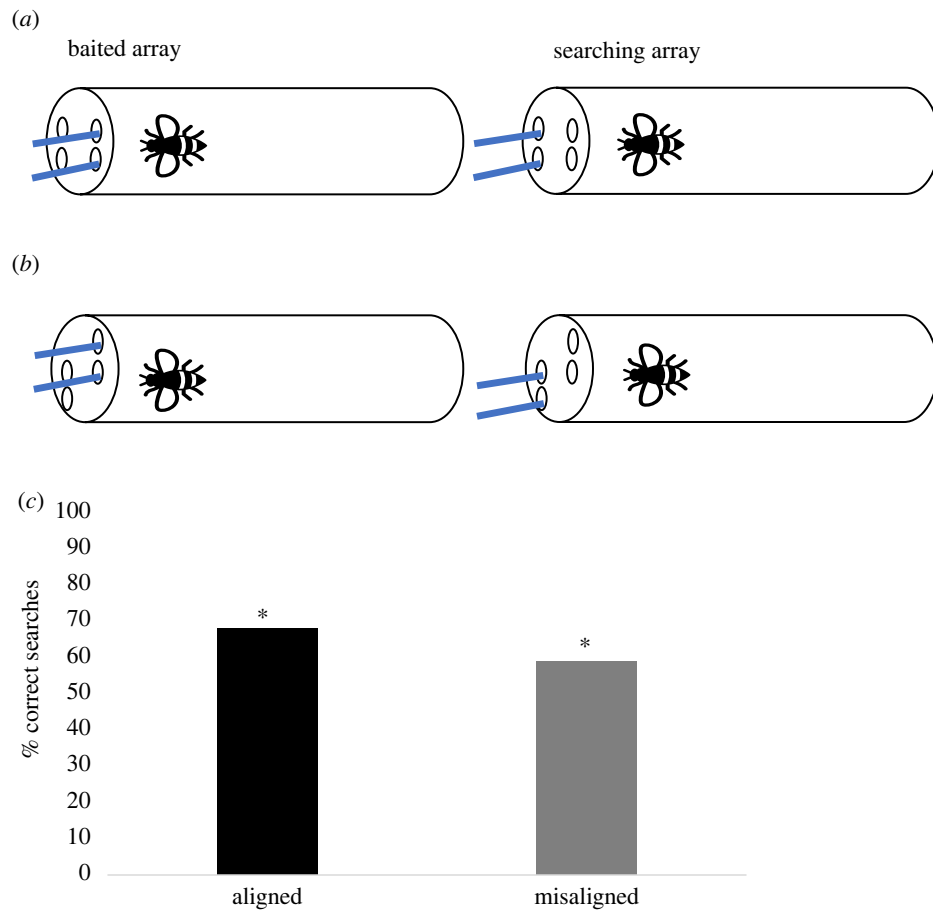 (a)
baited array
searching array
(b)
(c)
100
90
80
70
60
50
40
30
20
10
0
% correct searches
*
*
aligned
misaligned